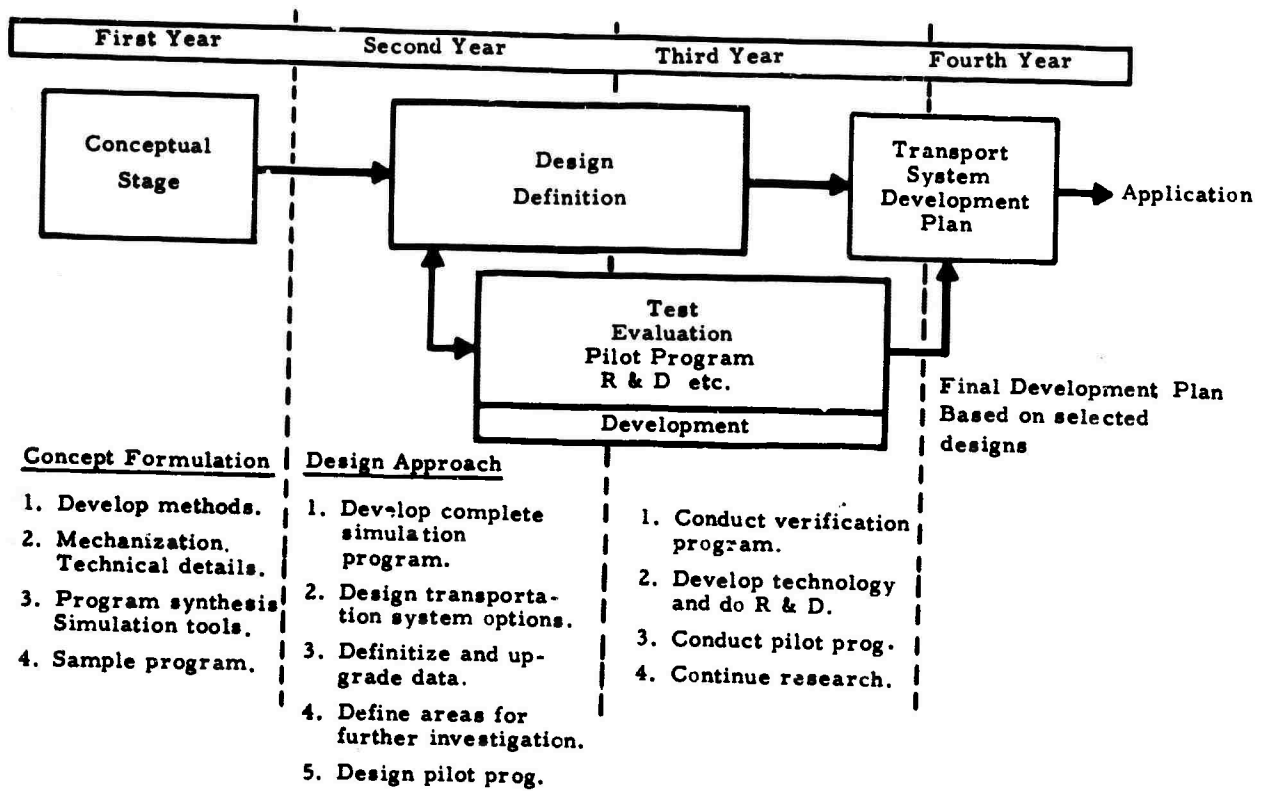 First Year
Second Year
Third Year
Fourth Year
Conceptual
Stage
Design
Definition
Transport
System
Development
Plan
Application
Test
Evaluation
Pilot Program
R & D etc.
Development
Final Development Plan
Based on selected
designs
Concept Formulation
1. Develop methods.
2. Mechanization.
Technical details.
3. Program synthesis
Simulation tools.
4. Sample program.
Design Approach
1. Develop complete
simulation
program.
2. Design transporta-
tion system options.
3. Definitize and up-
grade data.
4. Define areas for
further investigation.
5. Design pilot prog.
1. Conduct verification
program.
2. Develop technology
and do R & D.
3. Conduct pilot prog.
4. Continue research.